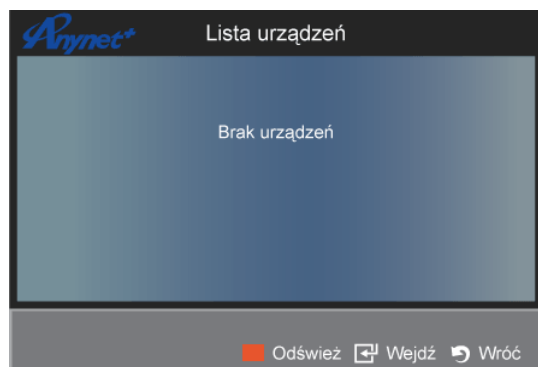 Anynet+ Lista urządzeń
Brak urządzeń
Odśwież Wejdź Wróć